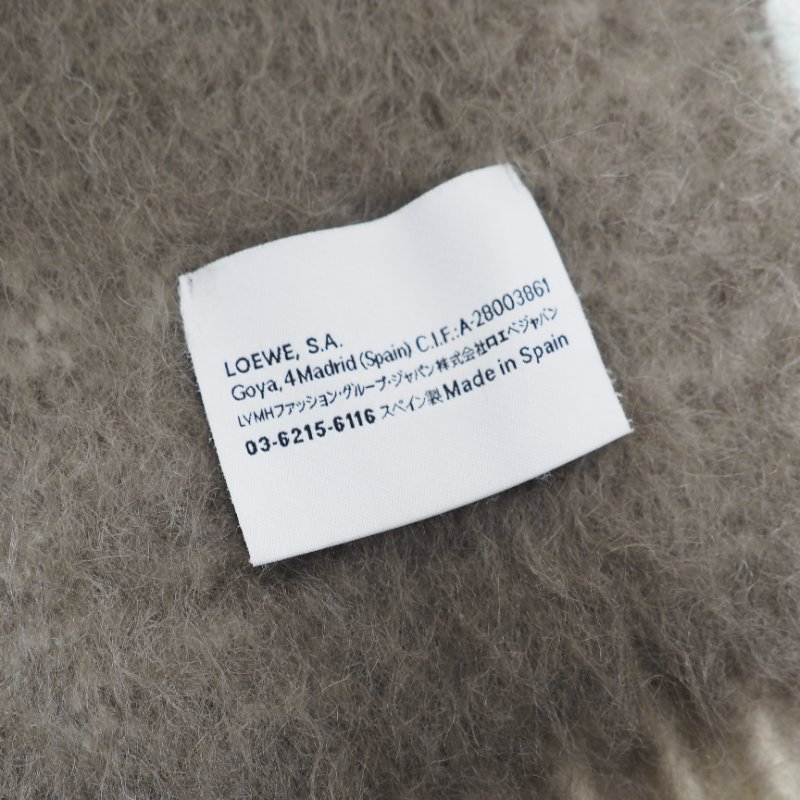 LOEWE, S.A.
Goya, 4 Madrid (Spain) C.I.F.: A-28003861
LVMHファッション・グループ・ジャパン株式会社ロエベジャパン
03-6215-6116 スペイン製 Made in Spain